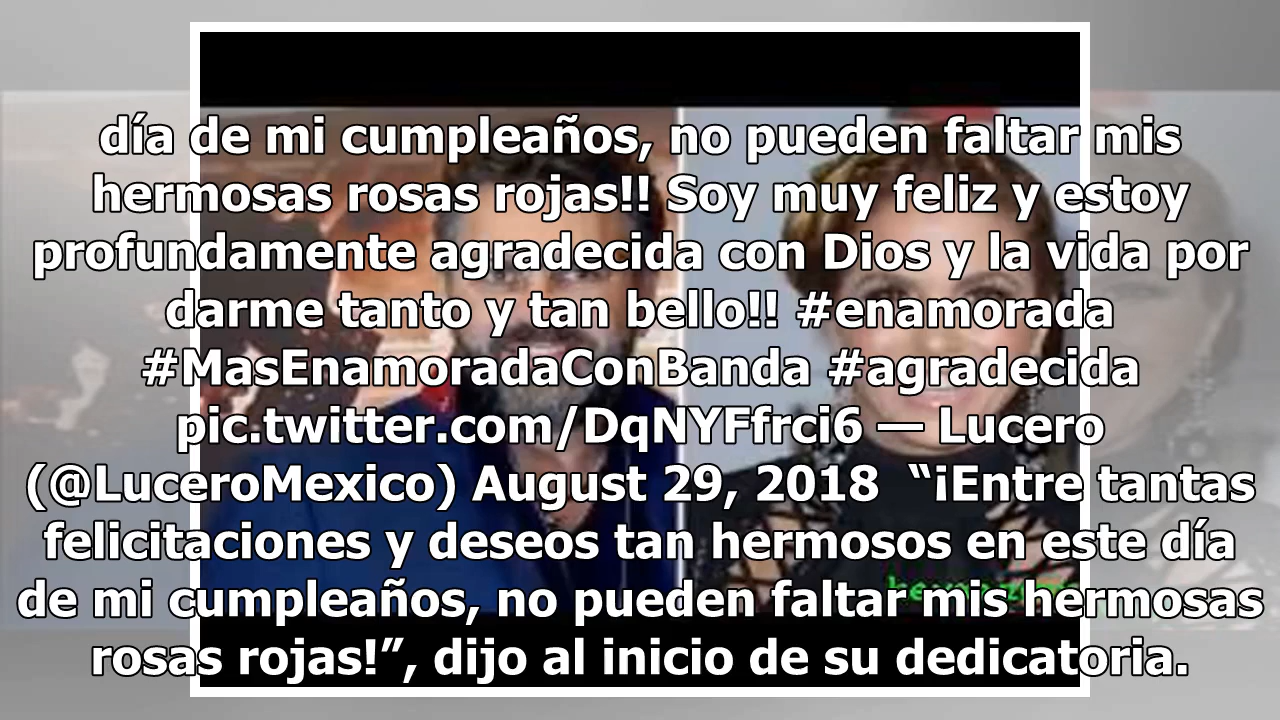 día de mi cumpleaños, no pueden faltar mis
hermosas rosas rojas!! Soy muy feliz y estoy
profundamente agradecida con Dios y la vida por
darme tanto y tan bello!! #enamorada
#MasEnamoradaConBanda #agradecida
pic.twitter.com/DqNYFfrci6 — Lucero
(@LuceroMexico) August 29, 2018 “¡Entre tantas
felicitaciones y deseos tan hermosos en este día
de mi cumpleaños, no pueden faltar mis hermosas
rosas rojas!”, dijo al inicio de su dedicatoria.